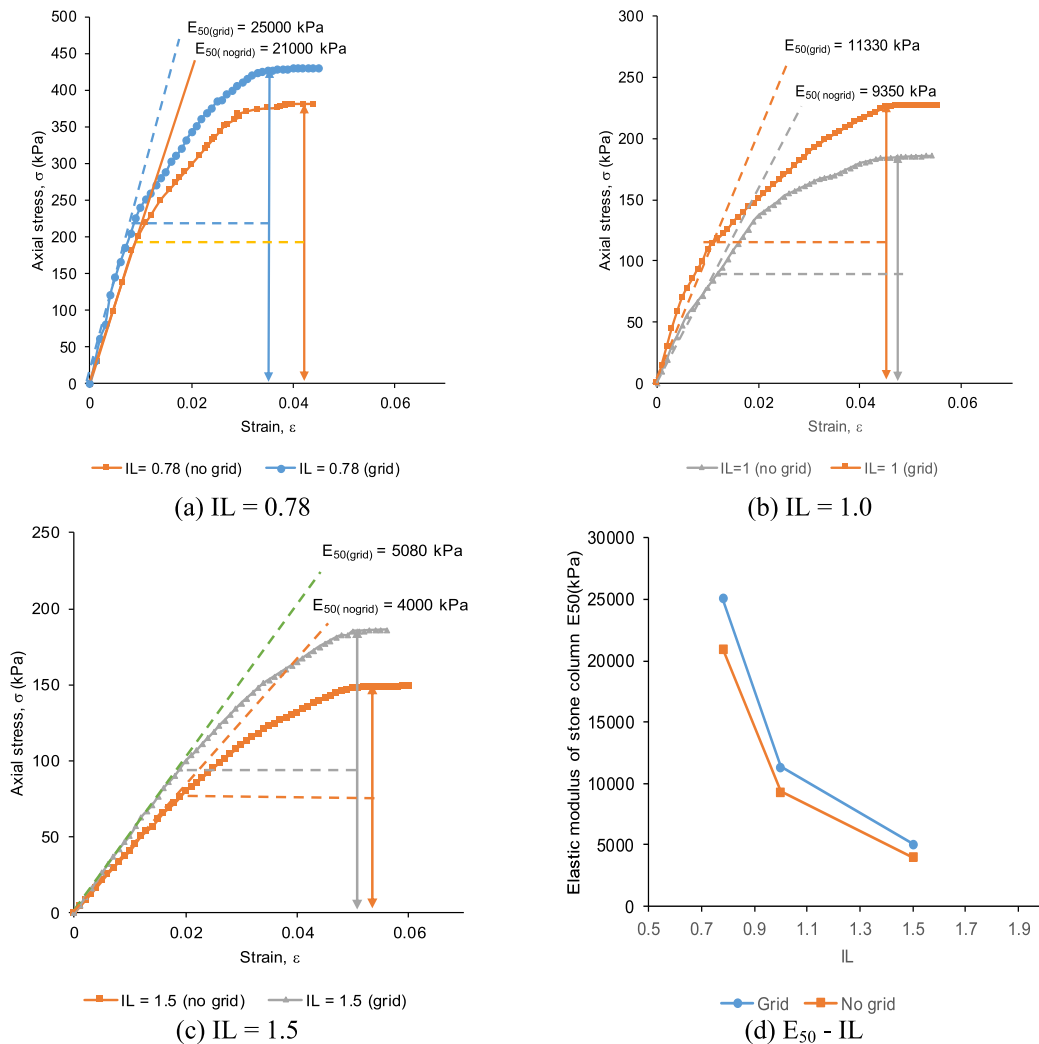 E50(grid) = 25000 kPa
E50( nogrid) = 21000 kPa
Axial stress, σ (kPa)
500
450
400
350
300
250
200
150
100
50
0
0 0.02 0.04 0.06
Strain, ε
IL= 0.78 (no grid) IL = 0.78 (grid)
(a) IL = 0.78
E50(grid) = 11330 kPa
E50( nogrid) = 9350 kPa
Axial stress, σ (kPa)
300
250
200
150
100
50
0
0 0.02 0.04 0.06
Strain, ε
IL=1 (no grid) IL= 1 (grid)
(b) IL = 1.0
E50(grid) = 5080 kPa
E50( nogrid) = 4000 kPa
Axial stress, σ (kPa)
250
200
150
100
50
0
0 0.02 0.04 0.06
Strain, ε
IL = 1.5 (no grid) IL = 1.5 (grid)
(c) IL = 1.5
Elastic modulus of stone column E50(kPa)
30000
25000
20000
15000
10000
5000
0
0.5 0.7 0.9 1.1 1.3 1.5 1.7 1.9
IL
Grid No grid
(d) E50 - IL